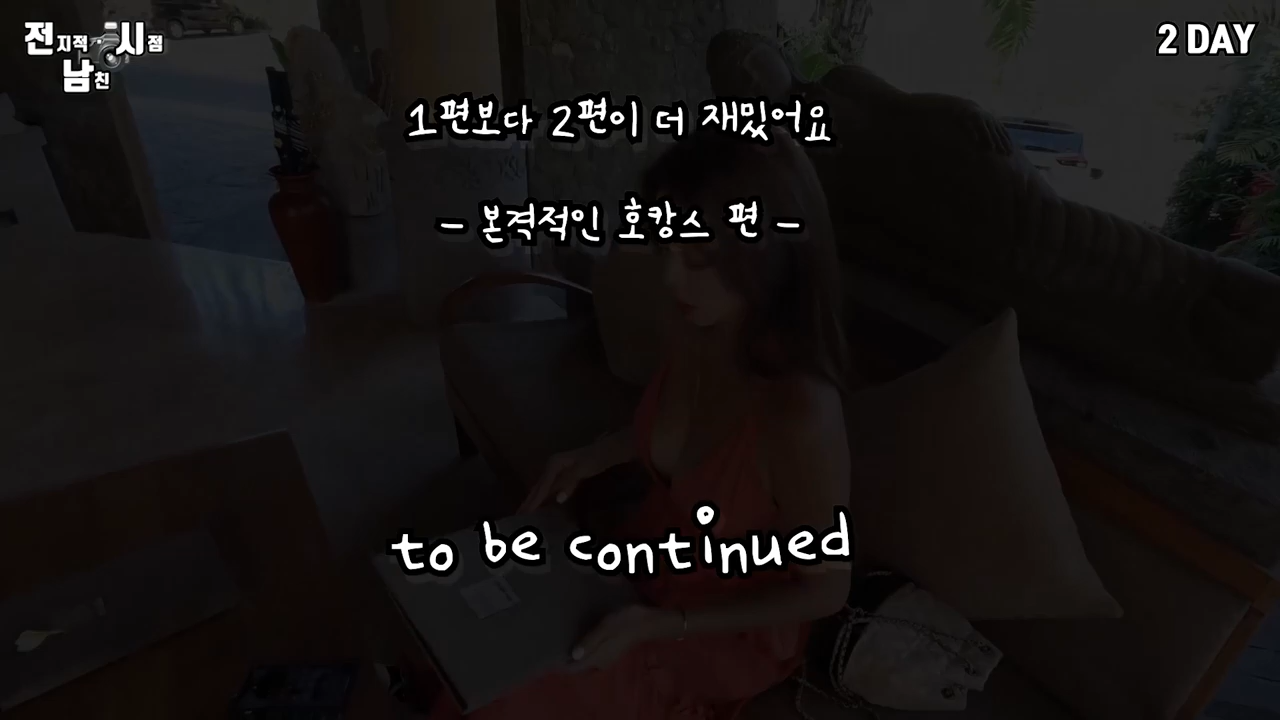 전지적 시점
남친
2 DAY
1편보다 2편이 더 재밌어요
- 본격적인 호캉스 편 -
to be continued